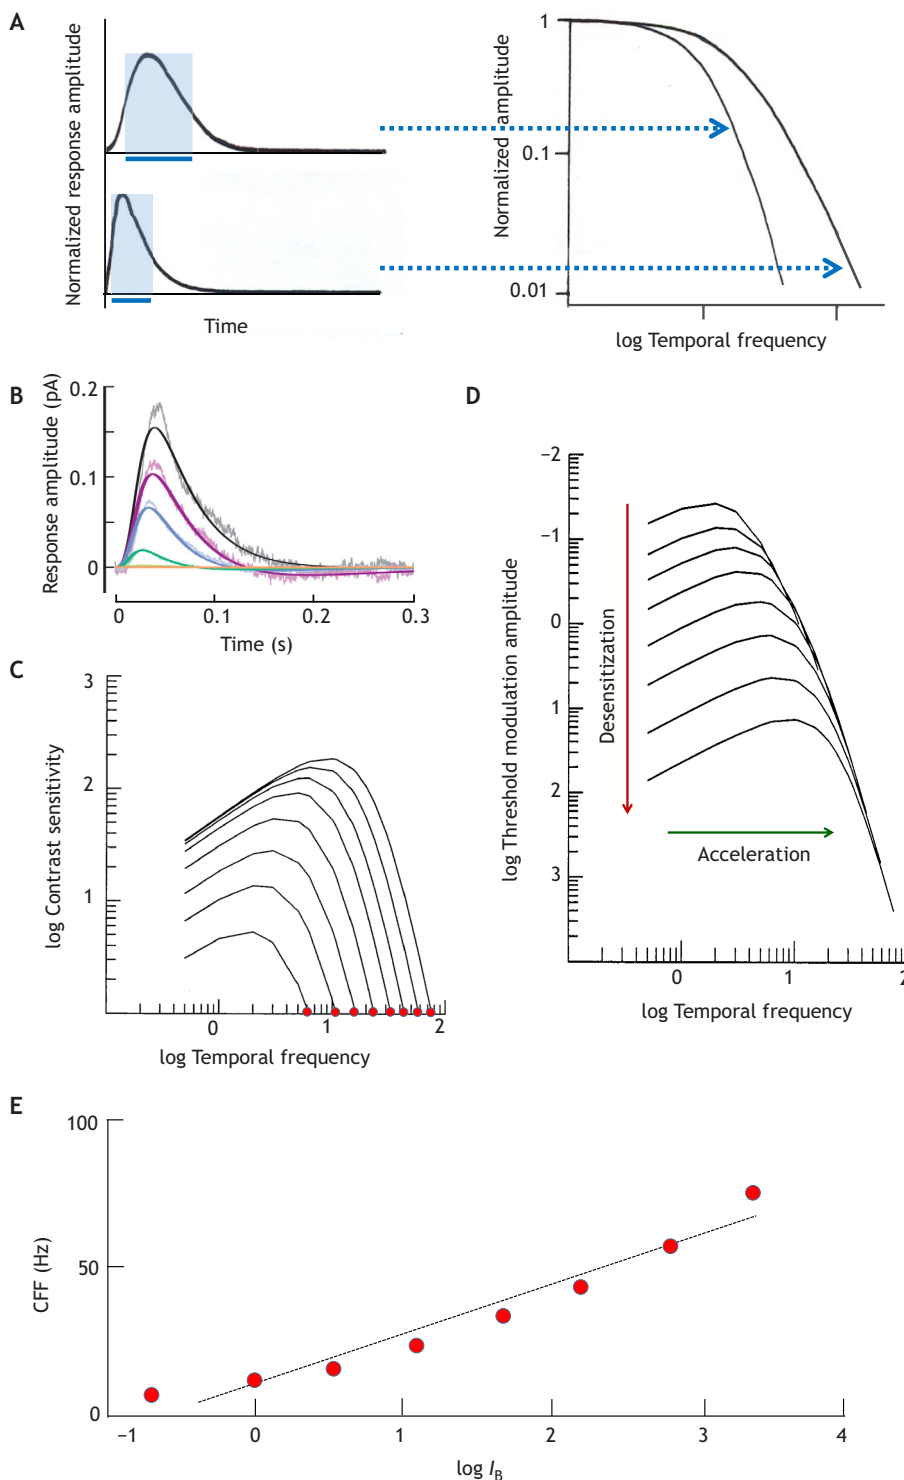 A
Normalized response amplitude
Time
Normalized amplitude
1
0.1
0.01
log Temporal frequency
B
Response amplitude (pA)
0.2
0.1
0
0 0.1 0.2 0.3
Time (s)
C
log Contrast sensitivity
3
2
1
0 1 2
log Temporal frequency
D
log Threshold modulation amplitude
−2
−1
0
1
2
3
Desensitization
Acceleration
0 1 2
log Temporal frequency
E
CFF (Hz)
100
50
0
−1 0 1 2 3 4
log IB